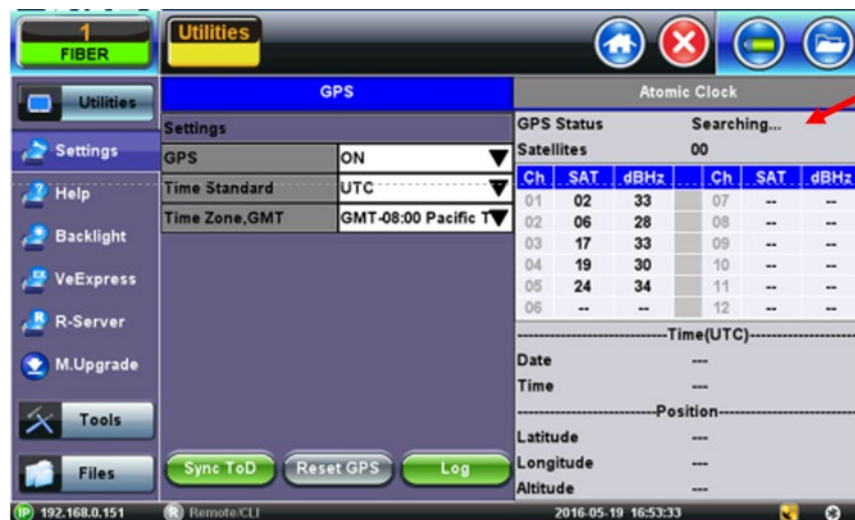 1
FIBER
Utilities
Utilities
Settings
Help
Backlight
VeExpress
R-Server
M.Upgrade
Tools
Files
GPS
Settings
GPS ON
Time Standard UTC
Time Zone,GMT GMT-08:00 Pacific T
Sync ToD Reset GPS Log
Atomic Clock
GPS Status Searching...
Satellites 00
Ch SAT dBHz Ch SAT dBHz
01 02 33 07 -- --
02 06 28 08 -- --
03 17 33 09 -- --
04 19 30 10 -- --
05 24 34 11 -- --
06 -- -- 12 -- --
Time(UTC)
Date ---
Time ---
Position
Latitude ---
Longitude ---
Altitude ---
IP 192.168.0.151 R Remote/CLI 2016-05-19 16:53:33